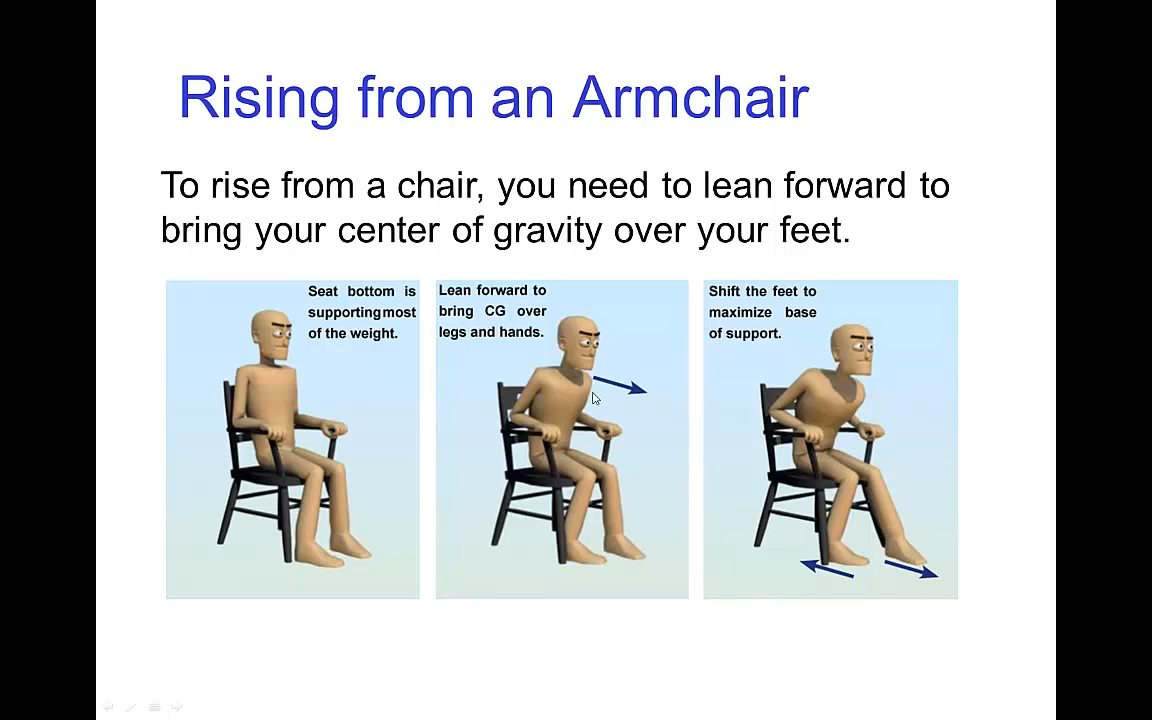 Rising from an Armchair
To rise from a chair, you need to lean forward to
bring your center of gravity over your feet.
Seat bottom is
supporting most
of the weight.
Lean forward to
bring CG over
legs and hands.
Shift the feet to
maximize base
of support.